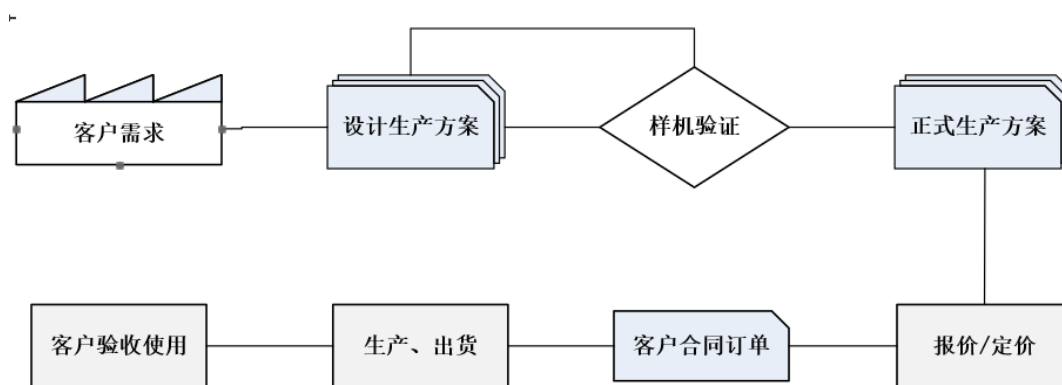 客户需求
设计生产方案
样机验证
正式生产方案
客户验收使用
生产、出货
客户合同订单
报价/定价